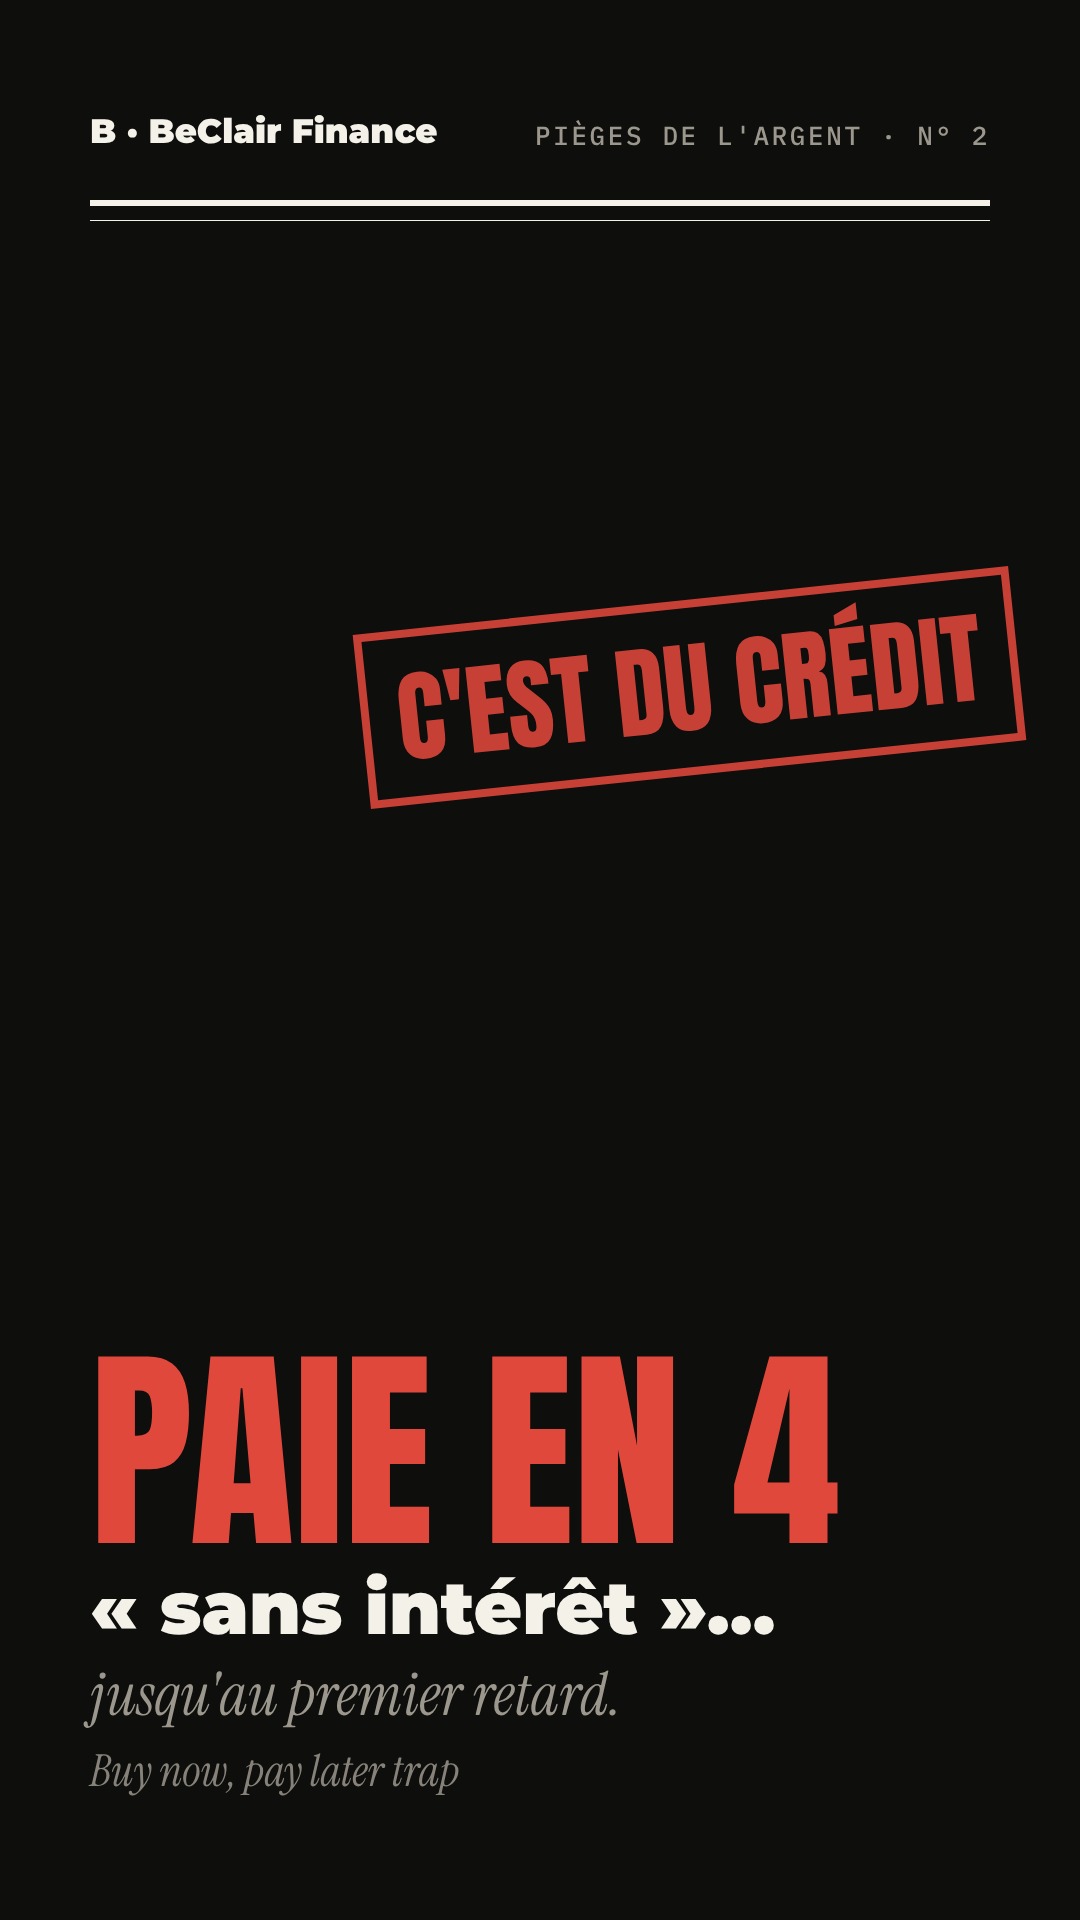 B • BeClair Finance
PIÈGES DE L'ARGENT · N° 2
C'EST DU CRÉDIT
PAIE EN 4
« sans intérêt »...
jusqu'au premier retard.
Buy now, pay later trap